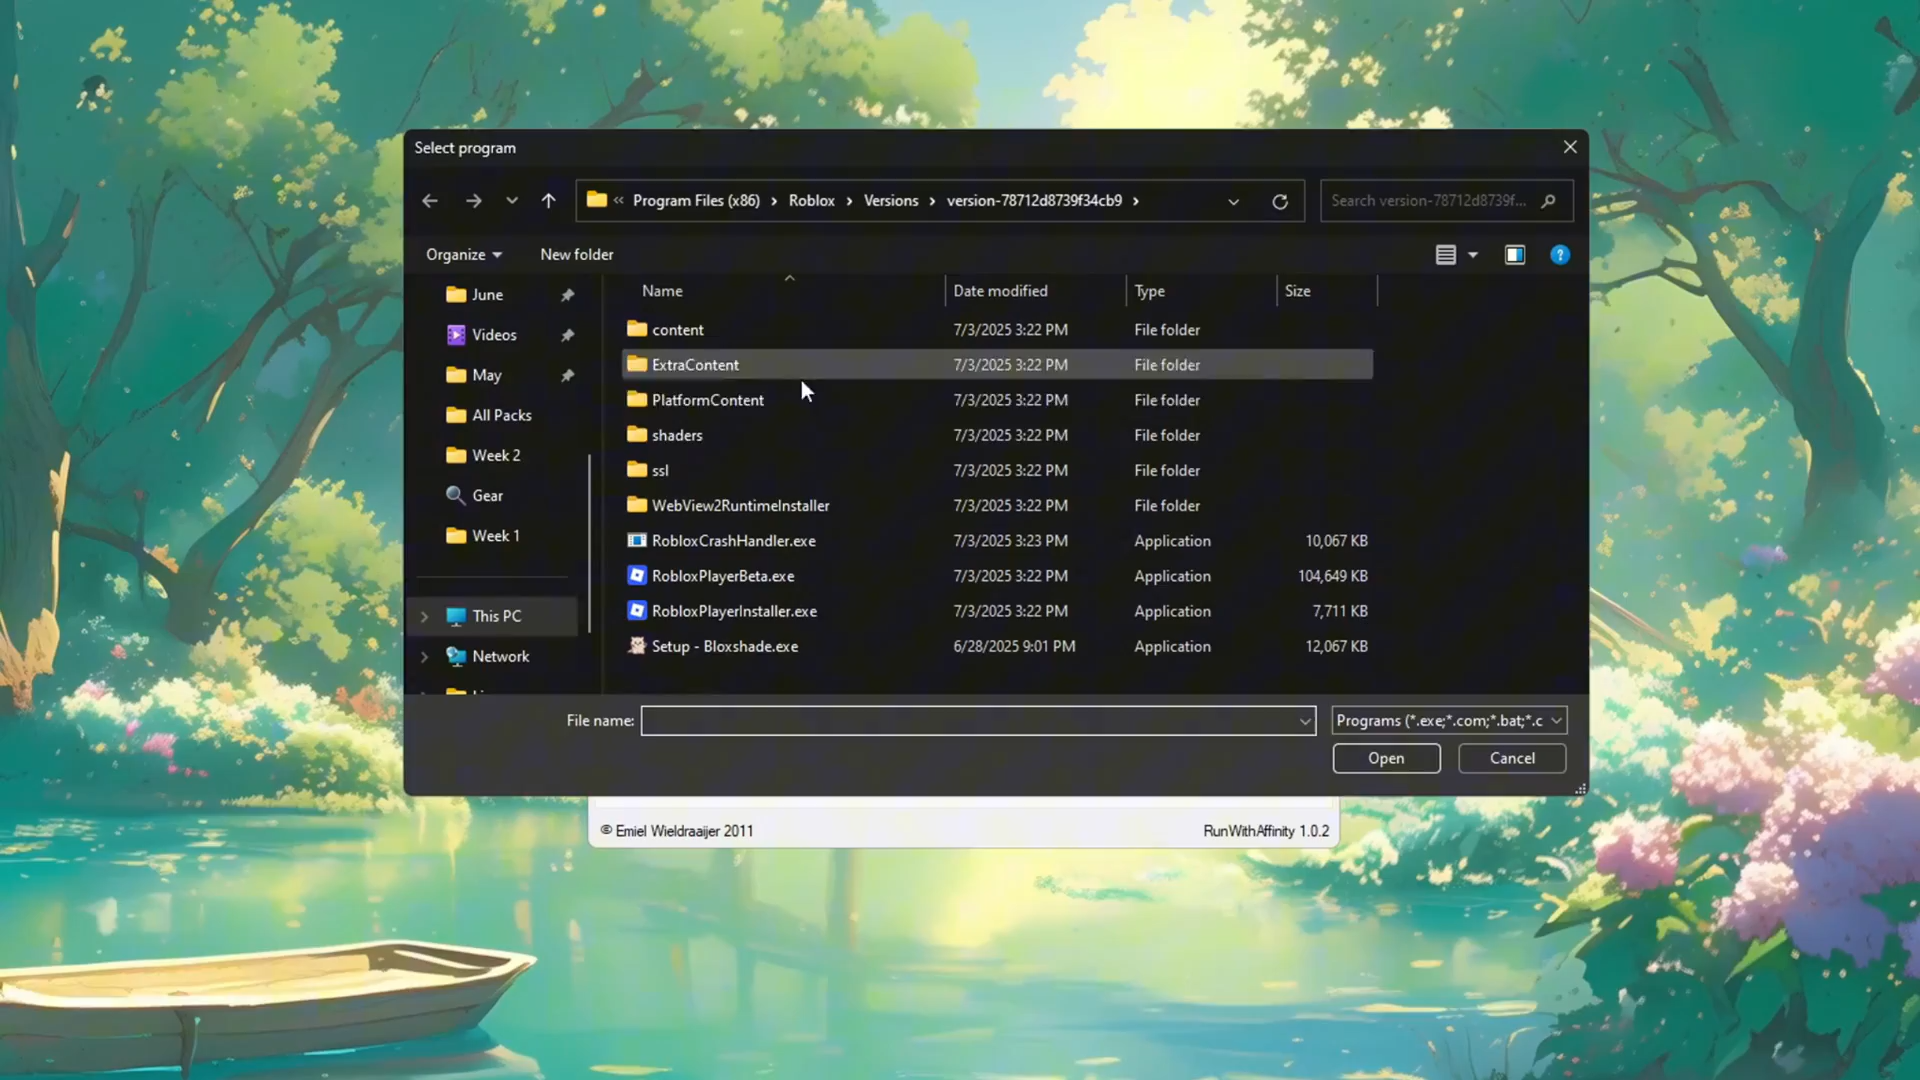 Select program
« Program Files (x86) › Roblox › Versions › version-78712d8739f34cb9 ›
Search version-78712d8739f...
Organize
New folder
Name
Date modified
Type
Size
June
Videos
May
All Packs
Week 2
Gear
Week 1
This PC
Network
content 7/3/2025 3:22 PM File folder
ExtraContent 7/3/2025 3:22 PM File folder
PlatformContent 7/3/2025 3:22 PM File folder
shaders 7/3/2025 3:22 PM File folder
ssl 7/3/2025 3:22 PM File folder
WebView2RuntimeInstaller 7/3/2025 3:22 PM File folder
RobloxCrashHandler.exe 7/3/2025 3:23 PM Application 10,067 KB
RobloxPlayerBeta.exe 7/3/2025 3:22 PM Application 104,649 KB
RobloxPlayerInstaller.exe 7/3/2025 3:22 PM Application 7,711 KB
Setup - Bloxshade.exe 6/28/2025 9:01 PM Application 12,067 KB
File name:
Programs (*.exe;*.com;*.bat;*.c
Open
Cancel
© Emiel Wieldraaijer 2011
RunWithAffinity 1.0.2